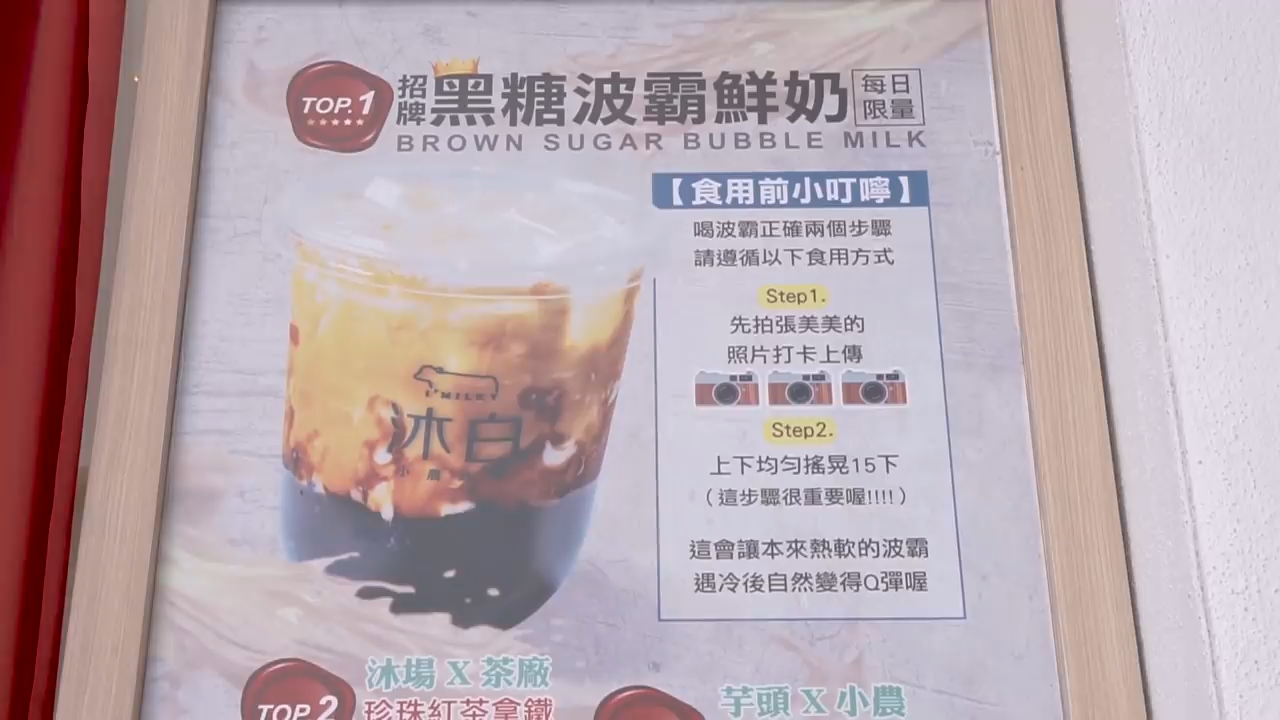 TOP.1
招牌
黑糖波霸鮮奶
每日
限量
BROWN SUGAR BUBBLE MILK
【食用前小叮嚀】
喝波霸正確兩個步驟
請遵循以下食用方式
Step1.
先拍張美美的
照片打卡上傳
Step2.
上下均勻搖晃15下
（這步驟很重要喔!!!!）
這會讓本來熱軟的波霸
遇冷後自然變得Q彈喔
I'MILKY
沐白
小農
沐場 X 茶廠
TOP 2
珍珠紅茶拿鐵
芋頭 X 小農